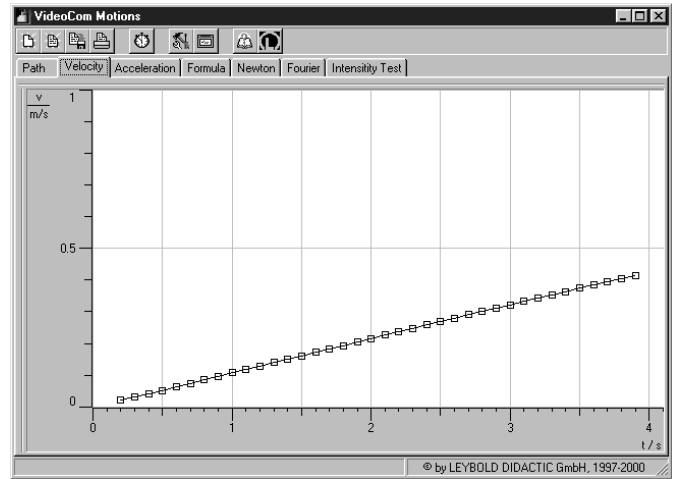 VideoCom Motions
Path Velocity Acceleration Formula Newton Fourier Intensitity Test
v
m/s
1
0.5
0
0 1 2 3 4
t / s
© by LEYBOLD DIDACTIC GmbH, 1997-2000